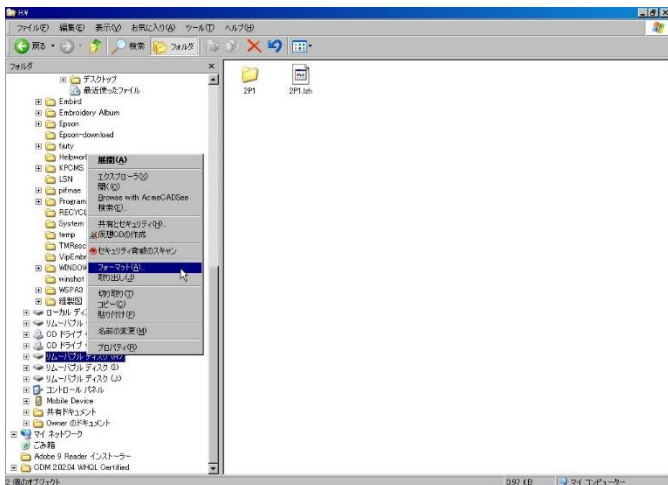 H:¥
ファイル(F) 編集(E) 表示(V) お気に入り(A) ツール(T) ヘルプ(H)
戻る 検索 フォルダ
フォルダ
デスクトップ
最近使ったファイル
Embird
Embroidery Album
Epson
Epson-download
fjuty
Helpwor
KPCMS
LSN
pifmae
Program
RECYCL
System
temp
TMResc
VipEmbr
WINDOW
winshot
WSPA3
縫製図
ローカル ディ
リムーバブル
CD ドライブ
CD ドライブ
リムーバブル ディスク (H:)
リムーバブル ディスク (I:)
リムーバブル ディスク (J:)
コントロール パネル
Mobile Device
共有ドキュメント
Owner のドキュメント
マイ ネットワーク
ごみ箱
Adobe 9 Reader インストーラー
CDM 2.02.04 WHQL Certified
展開(A)
エクスプローラ(X)
開く(O)
Browse with AcmeCADSee
検索(E)...
共有とセキュリティ(H)...
仮想CDの作成
セキュリティ脅威のスキャン
フォーマット(A)...
取り出し(J)
切り取り(T)
コピー(C)
貼り付け(P)
名前の変更(M)
プロパティ(R)
2P1
2P1.lzh
2 個のオブジェクト
397 KB
マイ コンピューター